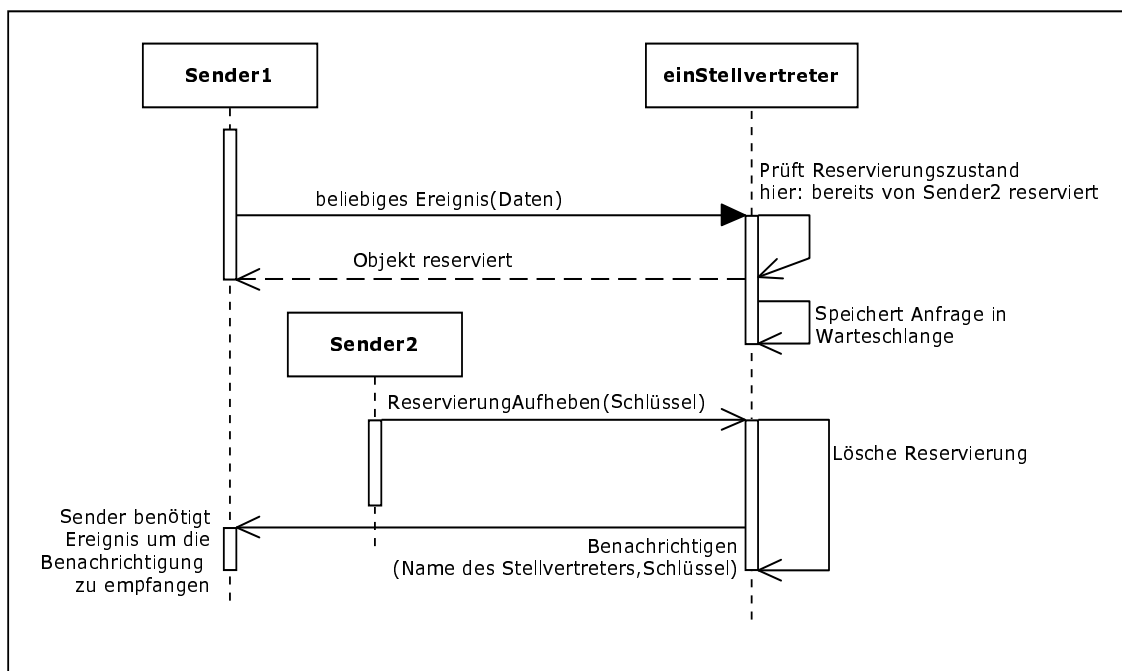 Sender1
einStellvertreter
Prüft Reservierungszustand
hier: bereits von Sender2 reserviert
beliebiges Ereignis(Daten)
Objekt reserviert
Speichert Anfrage in
Warteschlange
Sender2
ReservierungAufheben(Schlüssel)
Lösche Reservierung
Sender benötigt
Ereignis um die
Benachrichtigung
zu empfangen
Benachrichtigen
(Name des Stellvertreters,Schlüssel)